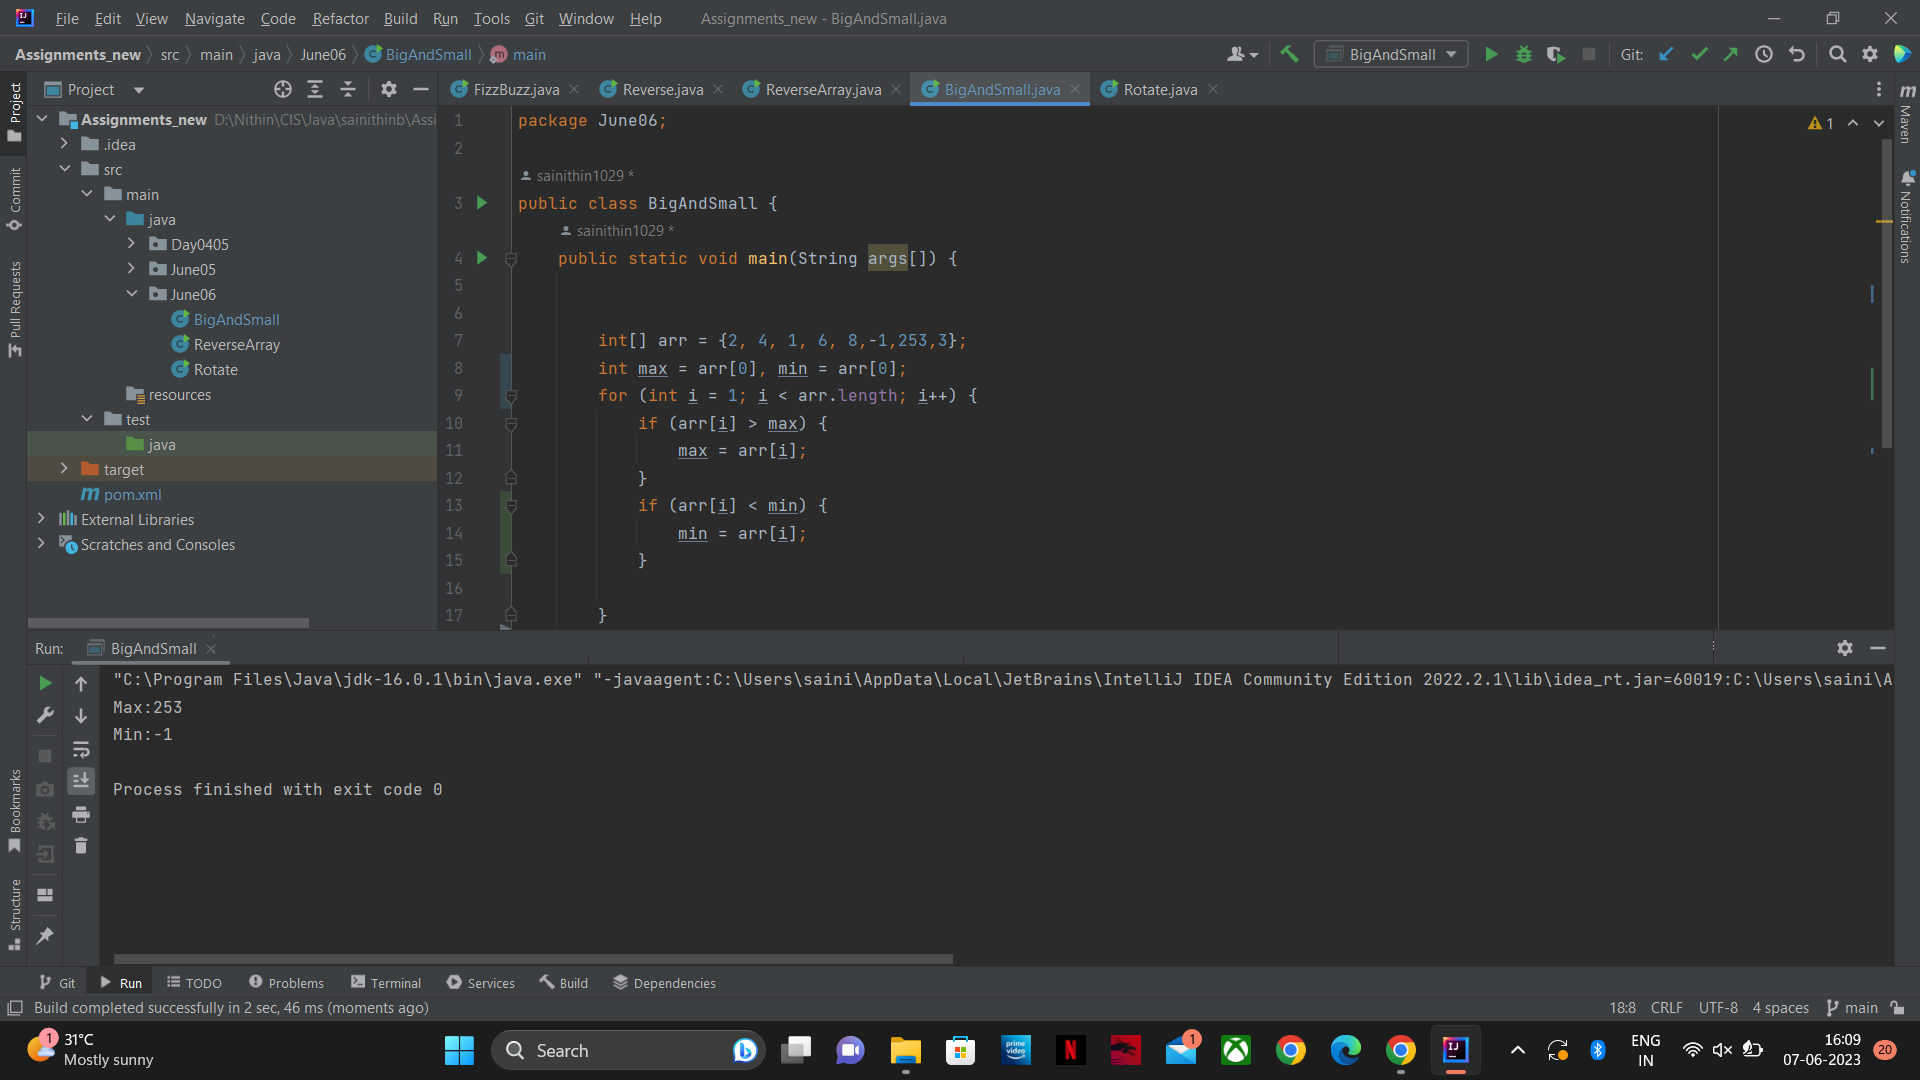 File Edit View Navigate Code Refactor Build Run Tools Git Window Help Assignments_new - BigAndSmall.java
Assignments_new src main java June06 BigAndSmall main BigAndSmall Git:
Project
FizzBuzz.java Reverse.java ReverseArray.java BigAndSmall.java Rotate.java
Assignments_new D:\Nithin\CIS\Java\sainithinb\Assi
.idea
src
main
java
Day0405
June05
June06
BigAndSmall
ReverseArray
Rotate
resources
test
java
target
pom.xml
External Libraries
Scratches and Consoles
Project
Commit
Pull Requests
Bookmarks
Structure
Maven
Notifications
1
1 package June06;
2
sainithin1029 *
3 public class BigAndSmall {
sainithin1029 *
4 public static void main(String args[]) {
5
6
7 int[] arr = {2, 4, 1, 6, 8,-1,253,3};
8 int max = arr[0], min = arr[0];
9 for (int i = 1; i < arr.length; i++) {
10 if (arr[i] > max) {
11 max = arr[i];
12 }
13 if (arr[i] < min) {
14 min = arr[i];
15 }
16
17 }
Run: BigAndSmall
"C:\Program Files\Java\jdk-16.0.1\bin\java.exe" "-javaagent:C:\Users\saini\AppData\Local\JetBrains\IntelliJ IDEA Community Edition 2022.2.1\lib\idea_rt.jar=60019:C:\Users\saini\A
Max:253
Min:-1
Process finished with exit code 0
Git Run TODO Problems Terminal Services Build Dependencies
Build completed successfully in 2 sec, 46 ms (moments ago) 18:8 CRLF UTF-8 4 spaces main
1 31°C
Mostly sunny
Search
prime video
1
ENG
IN
16:09
07-06-2023
20